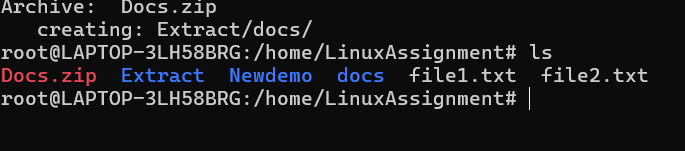 Archive:  Docs.zip
   creating: Extract/docs/
root@LAPTOP-3LH58BRG:/home/LinuxAssignment# ls
Docs.zip  Extract  Newdemo  docs  file1.txt  file2.txt
root@LAPTOP-3LH58BRG:/home/LinuxAssignment#